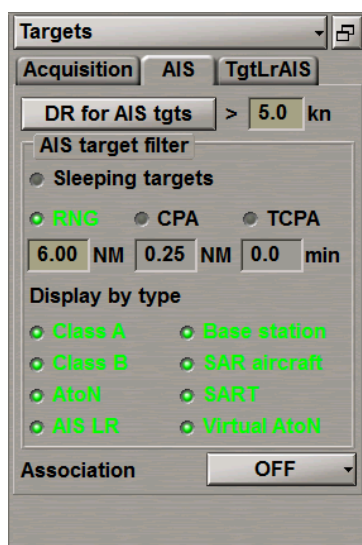 Targets
Acquisition AIS TgtLrAIS
DR for AIS tgts > 5.0 kn
AIS target filter
Sleeping targets
RNG CPA TCPA
6.00 NM 0.25 NM 0.0 min
Display by type
Class A Base station
Class B SAR aircraft
AtoN SART
AIS LR Virtual AtoN
Association OFF